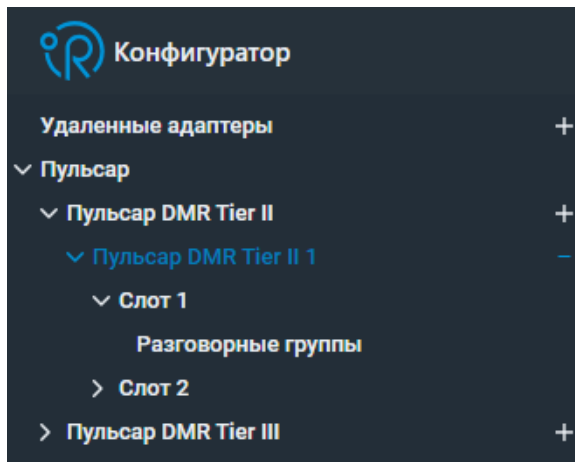 Конфигуратор
Удаленные адаптеры
Пульсар
Пульсар DMR Tier II
Пульсар DMR Tier II 1
Слот 1
Разговорные группы
Слот 2
Пульсар DMR Tier III